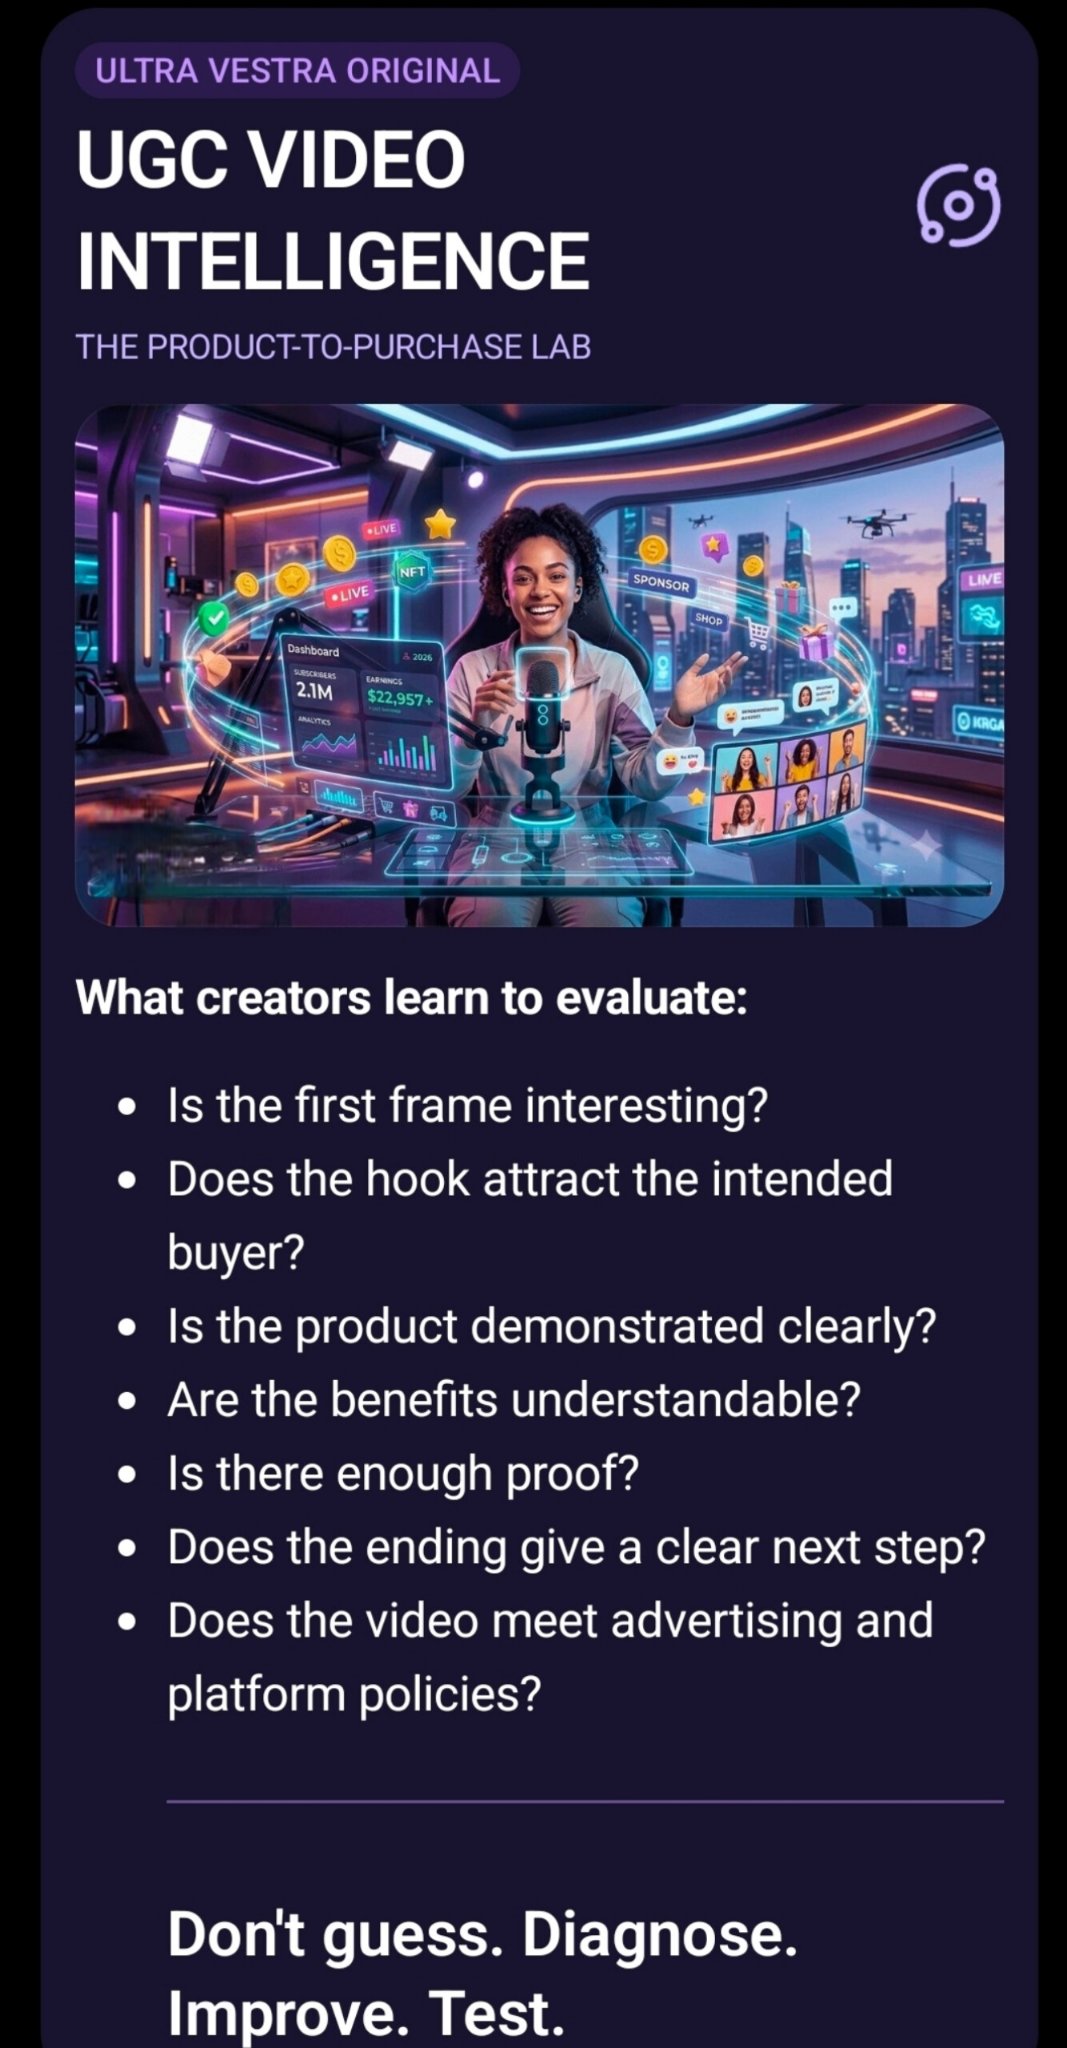 ULTRA VESTRA ORIGINAL
UGC VIDEO
INTELLIGENCE
THE PRODUCT-TO-PURCHASE LAB
LIVE
NFT
LIVE
SPONSOR
SHOP
LIVE
Dashboard
2026
SUBSCRIBERS
2.1M
EARNINGS
$22,957+
ANALYTICS
KRGA
What creators learn to evaluate:
• Is the first frame interesting?
• Does the hook attract the intended
buyer?
• Is the product demonstrated clearly?
• Are the benefits understandable?
• Is there enough proof?
• Does the ending give a clear next step?
• Does the video meet advertising and
platform policies?
Don't guess. Diagnose.
Improve. Test.